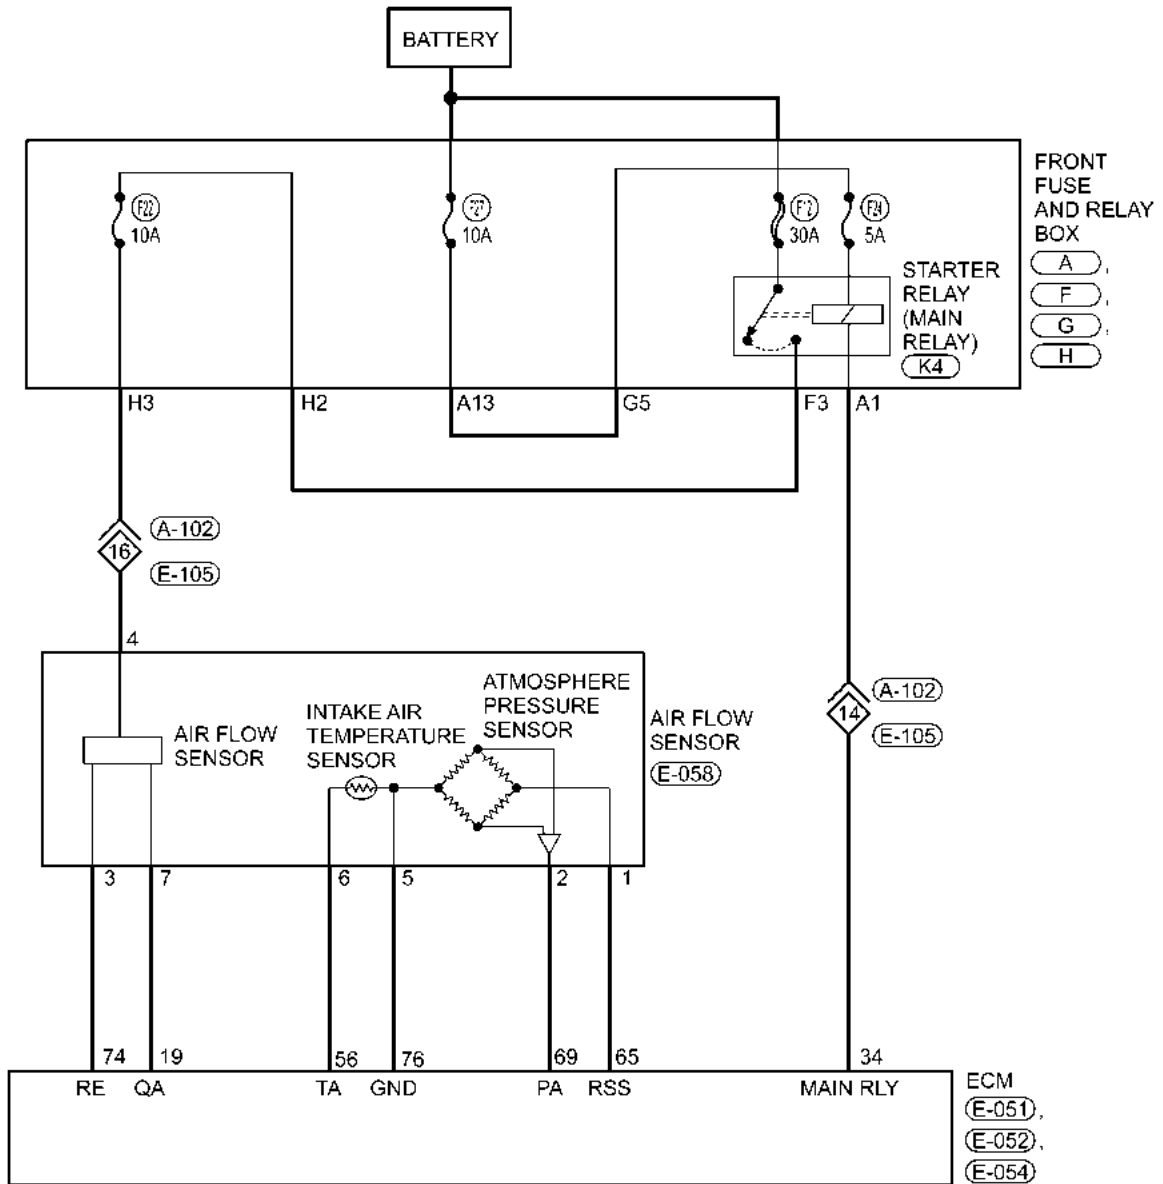 BATTERY
FRONT
FUSE
AND RELAY
BOX
A,
F,
G,
H
F22
10A
F27
10A
F12
30A
F24
5A
STARTER
RELAY
(MAIN
RELAY)
K4
H3
H2
A13
G5
F3
A1
16
A-102
E-105
4
14
A-102
E-105
AIR FLOW
SENSOR
INTAKE AIR
TEMPERATURE
SENSOR
ATMOSPHERE
PRESSURE
SENSOR
AIR FLOW
SENSOR
E-058
3
7
6
5
2
1
74
19
56
76
69
65
34
RE
QA
TA
GND
PA
RSS
MAIN RLY
ECM
E-051,
E-052,
E-054